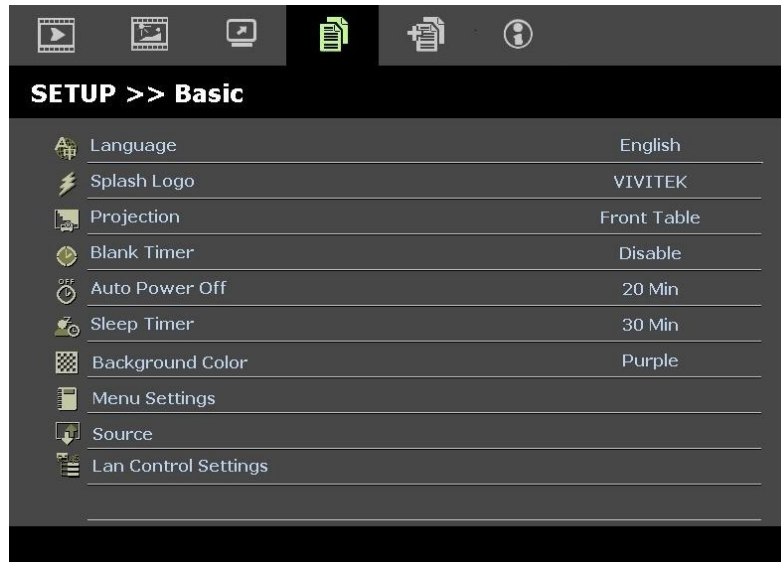 SETUP >> Basic
Language English
Splash Logo VIVITEK
Projection Front Table
Blank Timer Disable
OFF
Auto Power Off 20 Min
Sleep Timer 30 Min
Background Color Purple
Menu Settings
Source
Lan Control Settings